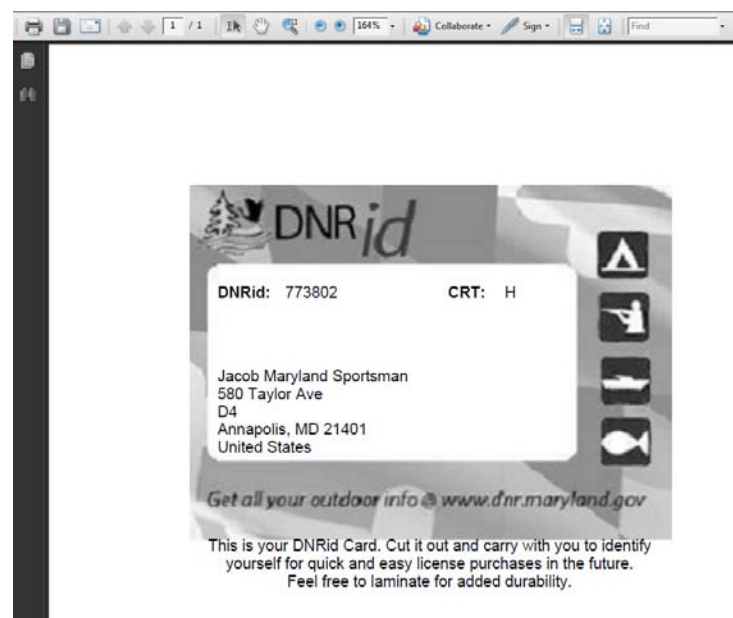 1 / 1 164% Collaborate Sign Find
DNRid
DNRid: 773802 CRT: H
Jacob Maryland Sportsman
580 Taylor Ave
D4
Annapolis, MD 21401
United States
Get all your outdoor info @ www.dnr.maryland.gov
This is your DNRid Card. Cut it out and carry with you to identify
yourself for quick and easy license purchases in the future.
Feel free to laminate for added durability.